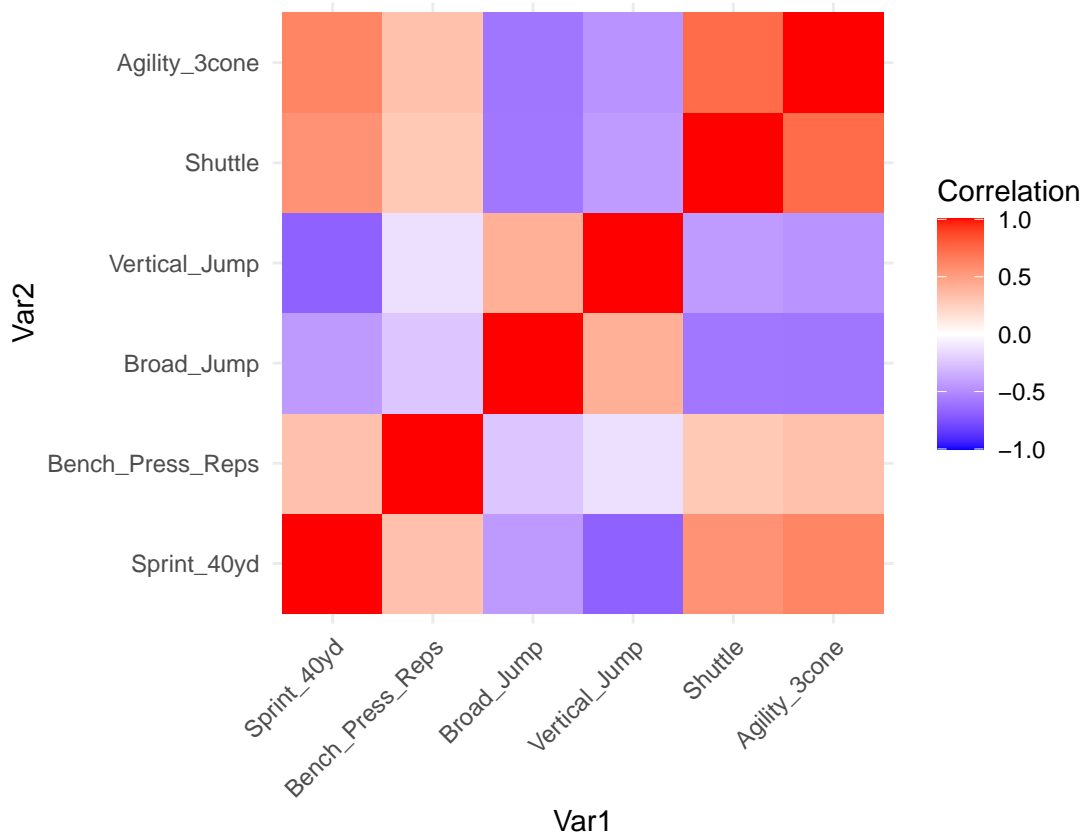 Agility_3cone
Shuttle
Vertical_Jump
Broad_Jump
Bench_Press_Reps
Sprint_40yd
Var2
Sprint_40yd
Bench_Press_Reps
Broad_Jump
Vertical_Jump
Shuttle
Agility_3cone
Var1
Correlation
1.0
0.5
0.0
−0.5
−1.0